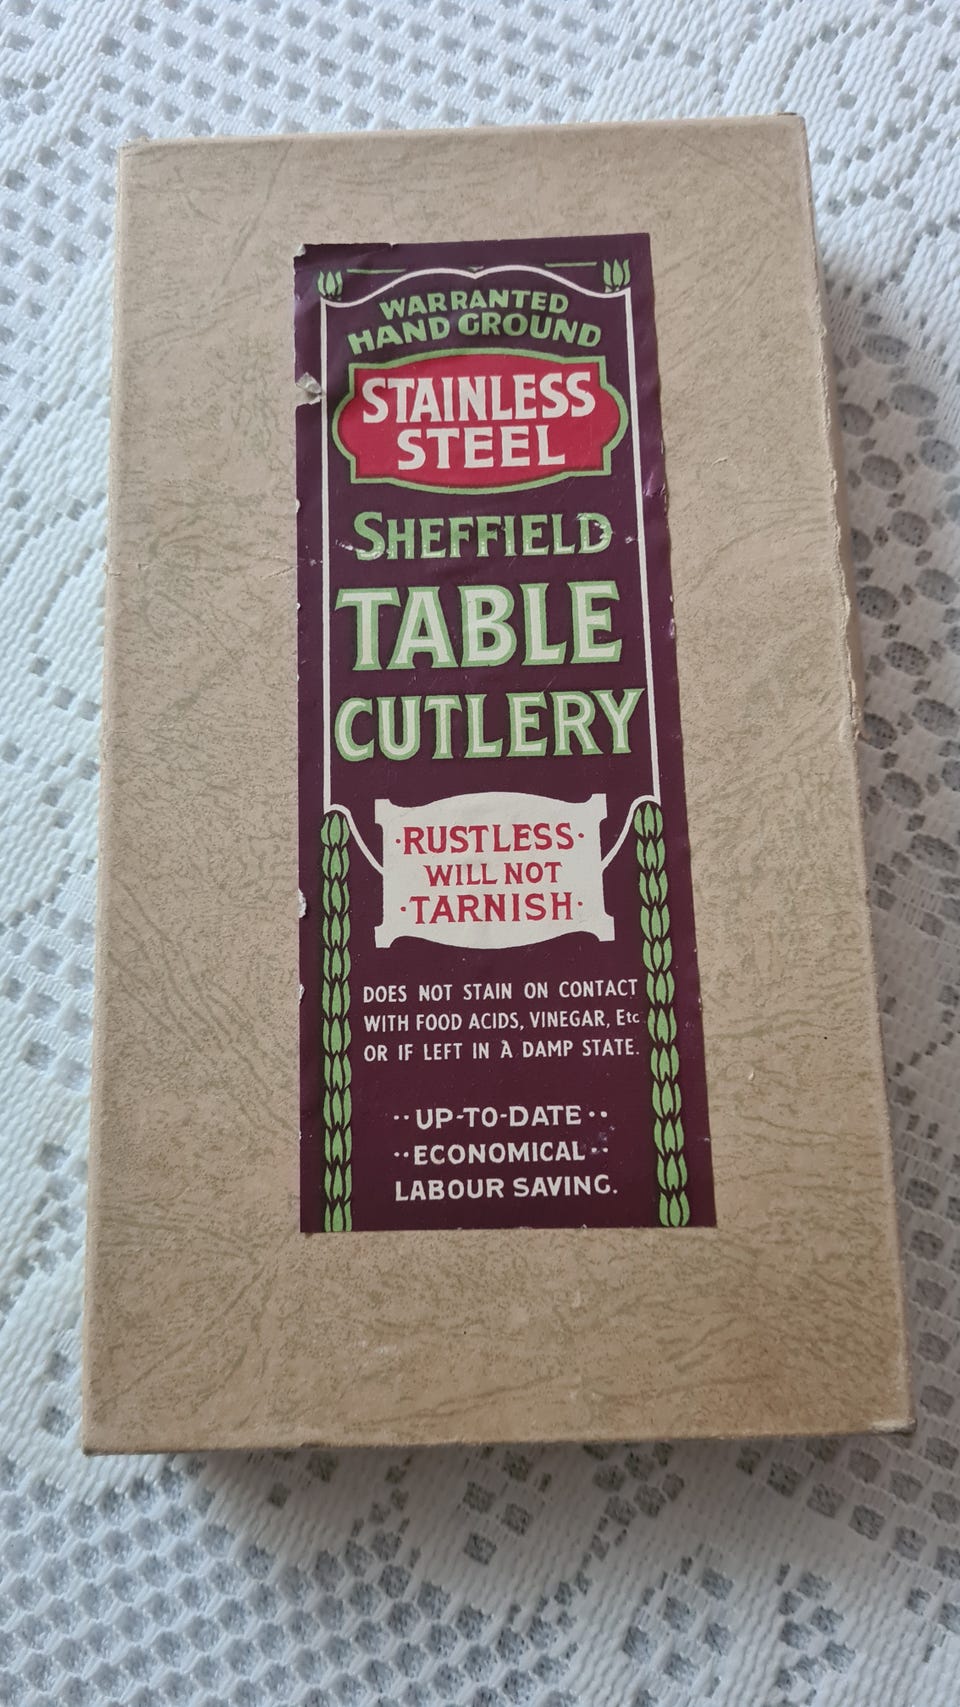 WARRANTED
HAND GROUND
STAINLESS
STEEL
SHEFFIELD
TABLE
CUTLERY
·RUSTLESS·
WILL NOT
·TARNISH·
DOES NOT STAIN ON CONTACT
WITH FOOD ACIDS, VINEGAR, Etc
OR IF LEFT IN A DAMP STATE.
··UP-TO-DATE··
··ECONOMICAL··
LABOUR SAVING.